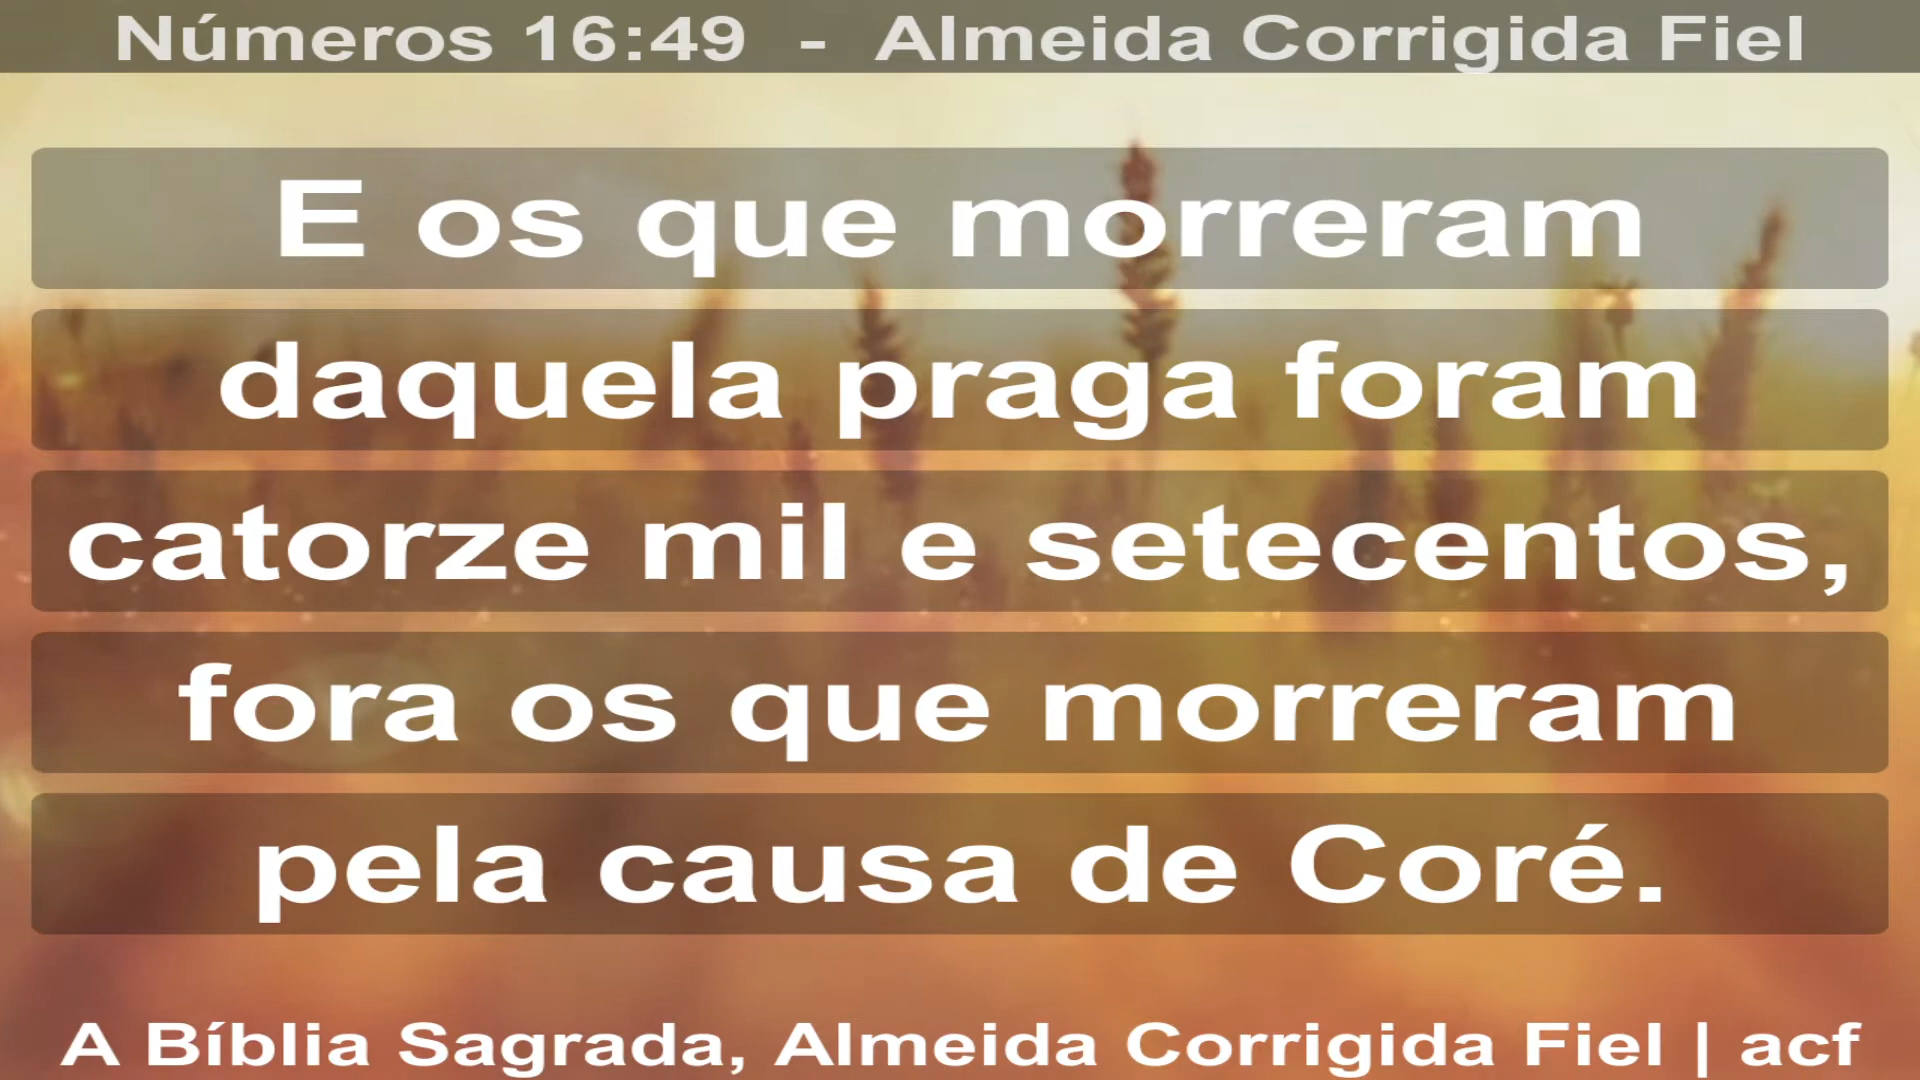 Números 16:49 - Almeida Corrigida Fiel
E os que morreram
daquela praga foram
catorze mil e setecentos,
fora os que morreram
pela causa de Coré.
A Bíblia Sagrada, Almeida Corrigida Fiel | acf